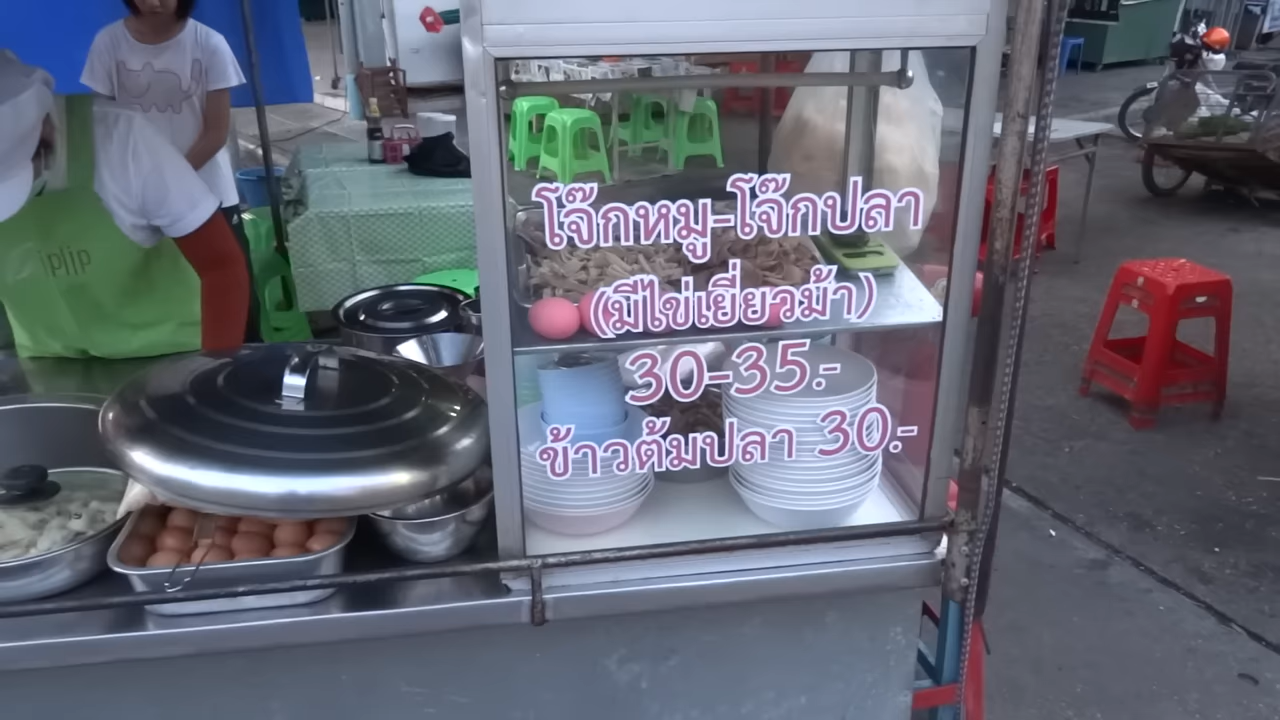 โจ๊กหมู-โจ๊กปลา
(มีไข่เยี่ยวม้า)
30-35.-
ข้าวต้มปลา 30.-